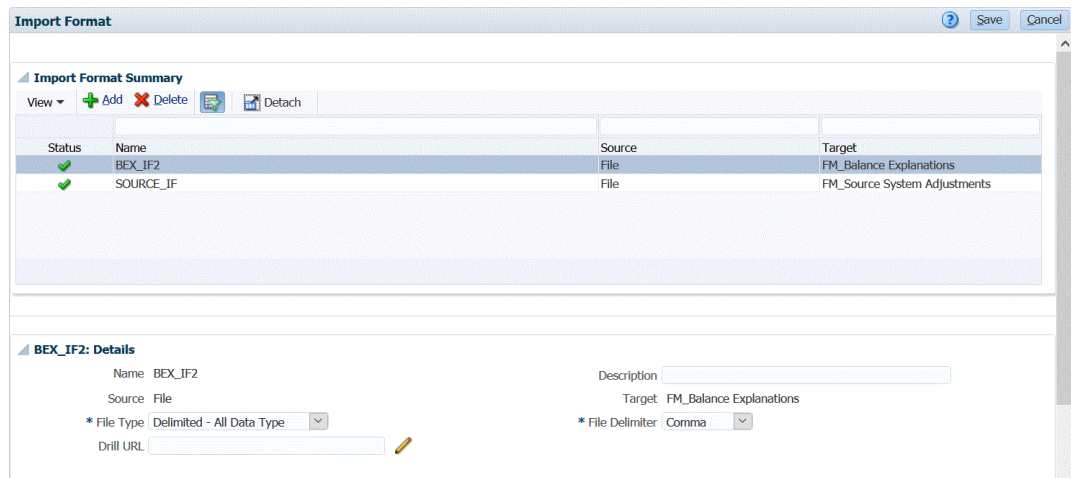 Import Format ? Save Cancel
Import Format Summary
View Add Delete Detach
Status Name Source Target
BEX_IF2 File FM_Balance Explanations
SOURCE_IF File FM_Source System Adjustments
BEX_IF2: Details
Name BEX_IF2 Description
Source File Target FM_Balance Explanations
* File Type Delimited - All Data Type * File Delimiter Comma
Drill URL